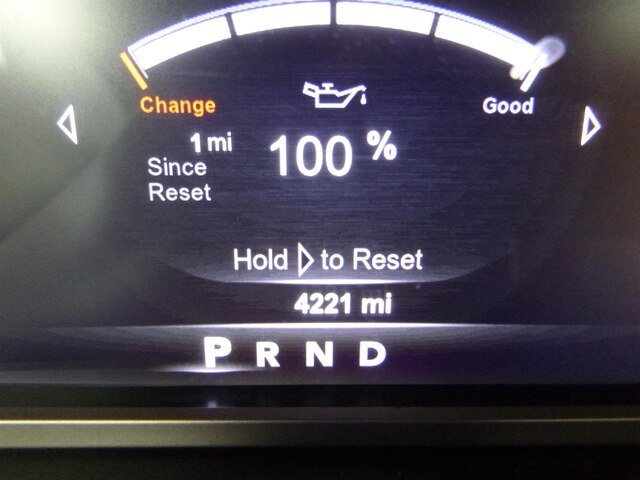 Change
Good
1 mi
Since
Reset
100 %
Hold ▷ to Reset
4221 mi
P R N D